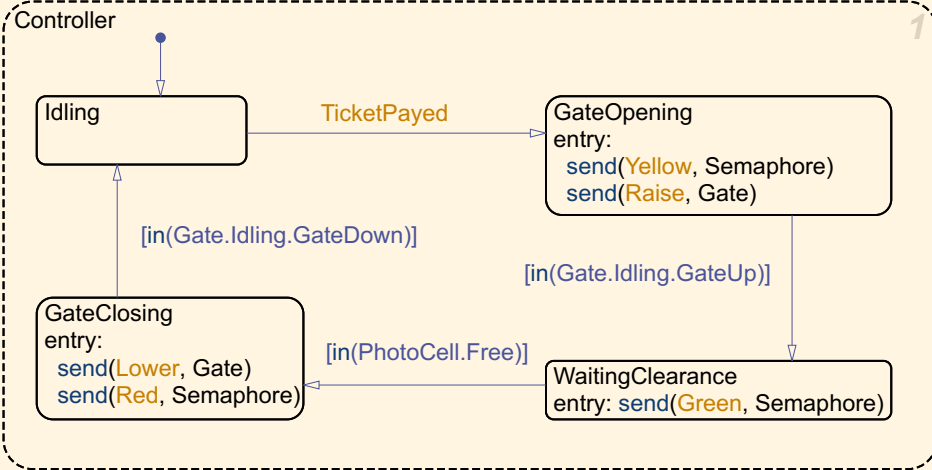 Controller
1
Idling
TicketPayed
GateOpening
entry:
send(Yellow, Semaphore)
send(Raise, Gate)
[in(Gate.Idling.GateDown)]
[in(Gate.Idling.GateUp)]
GateClosing
entry:
send(Lower, Gate)
send(Red, Semaphore)
[in(PhotoCell.Free)]
WaitingClearance
entry: send(Green, Semaphore)